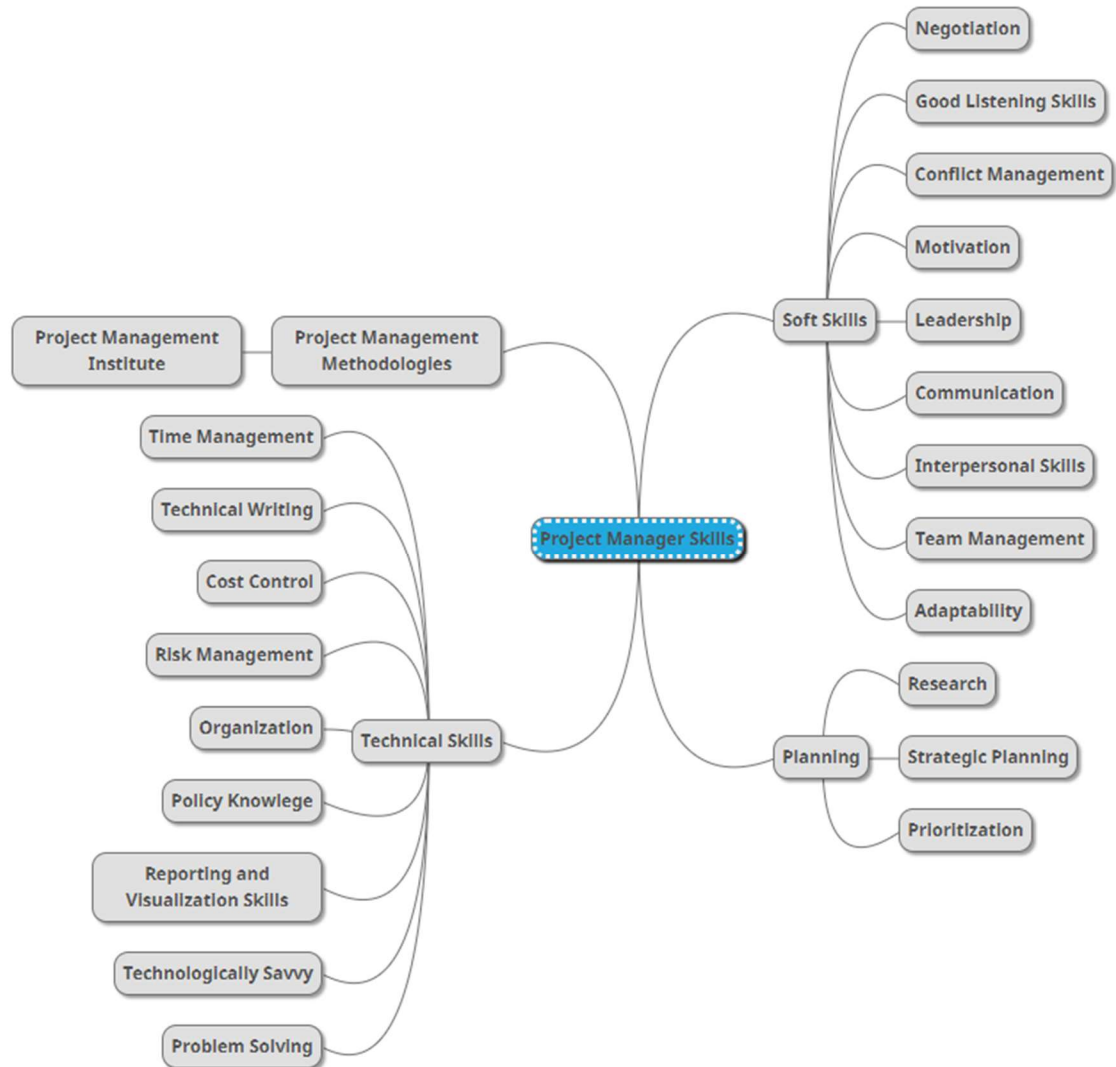 Negotiation
Good Listening Skills
Conflict Management
Motivation
Soft Skills
Leadership
Communication
Interpersonal Skills
Team Management
Adaptability
Project Management
Institute
Project Management
Methodologies
Project Manager Skills
Time Management
Technical Writing
Cost Control
Risk Management
Organization
Technical Skills
Policy Knowlege
Reporting and
Visualization Skills
Technologically Savvy
Problem Solving
Research
Planning
Strategic Planning
Prioritization